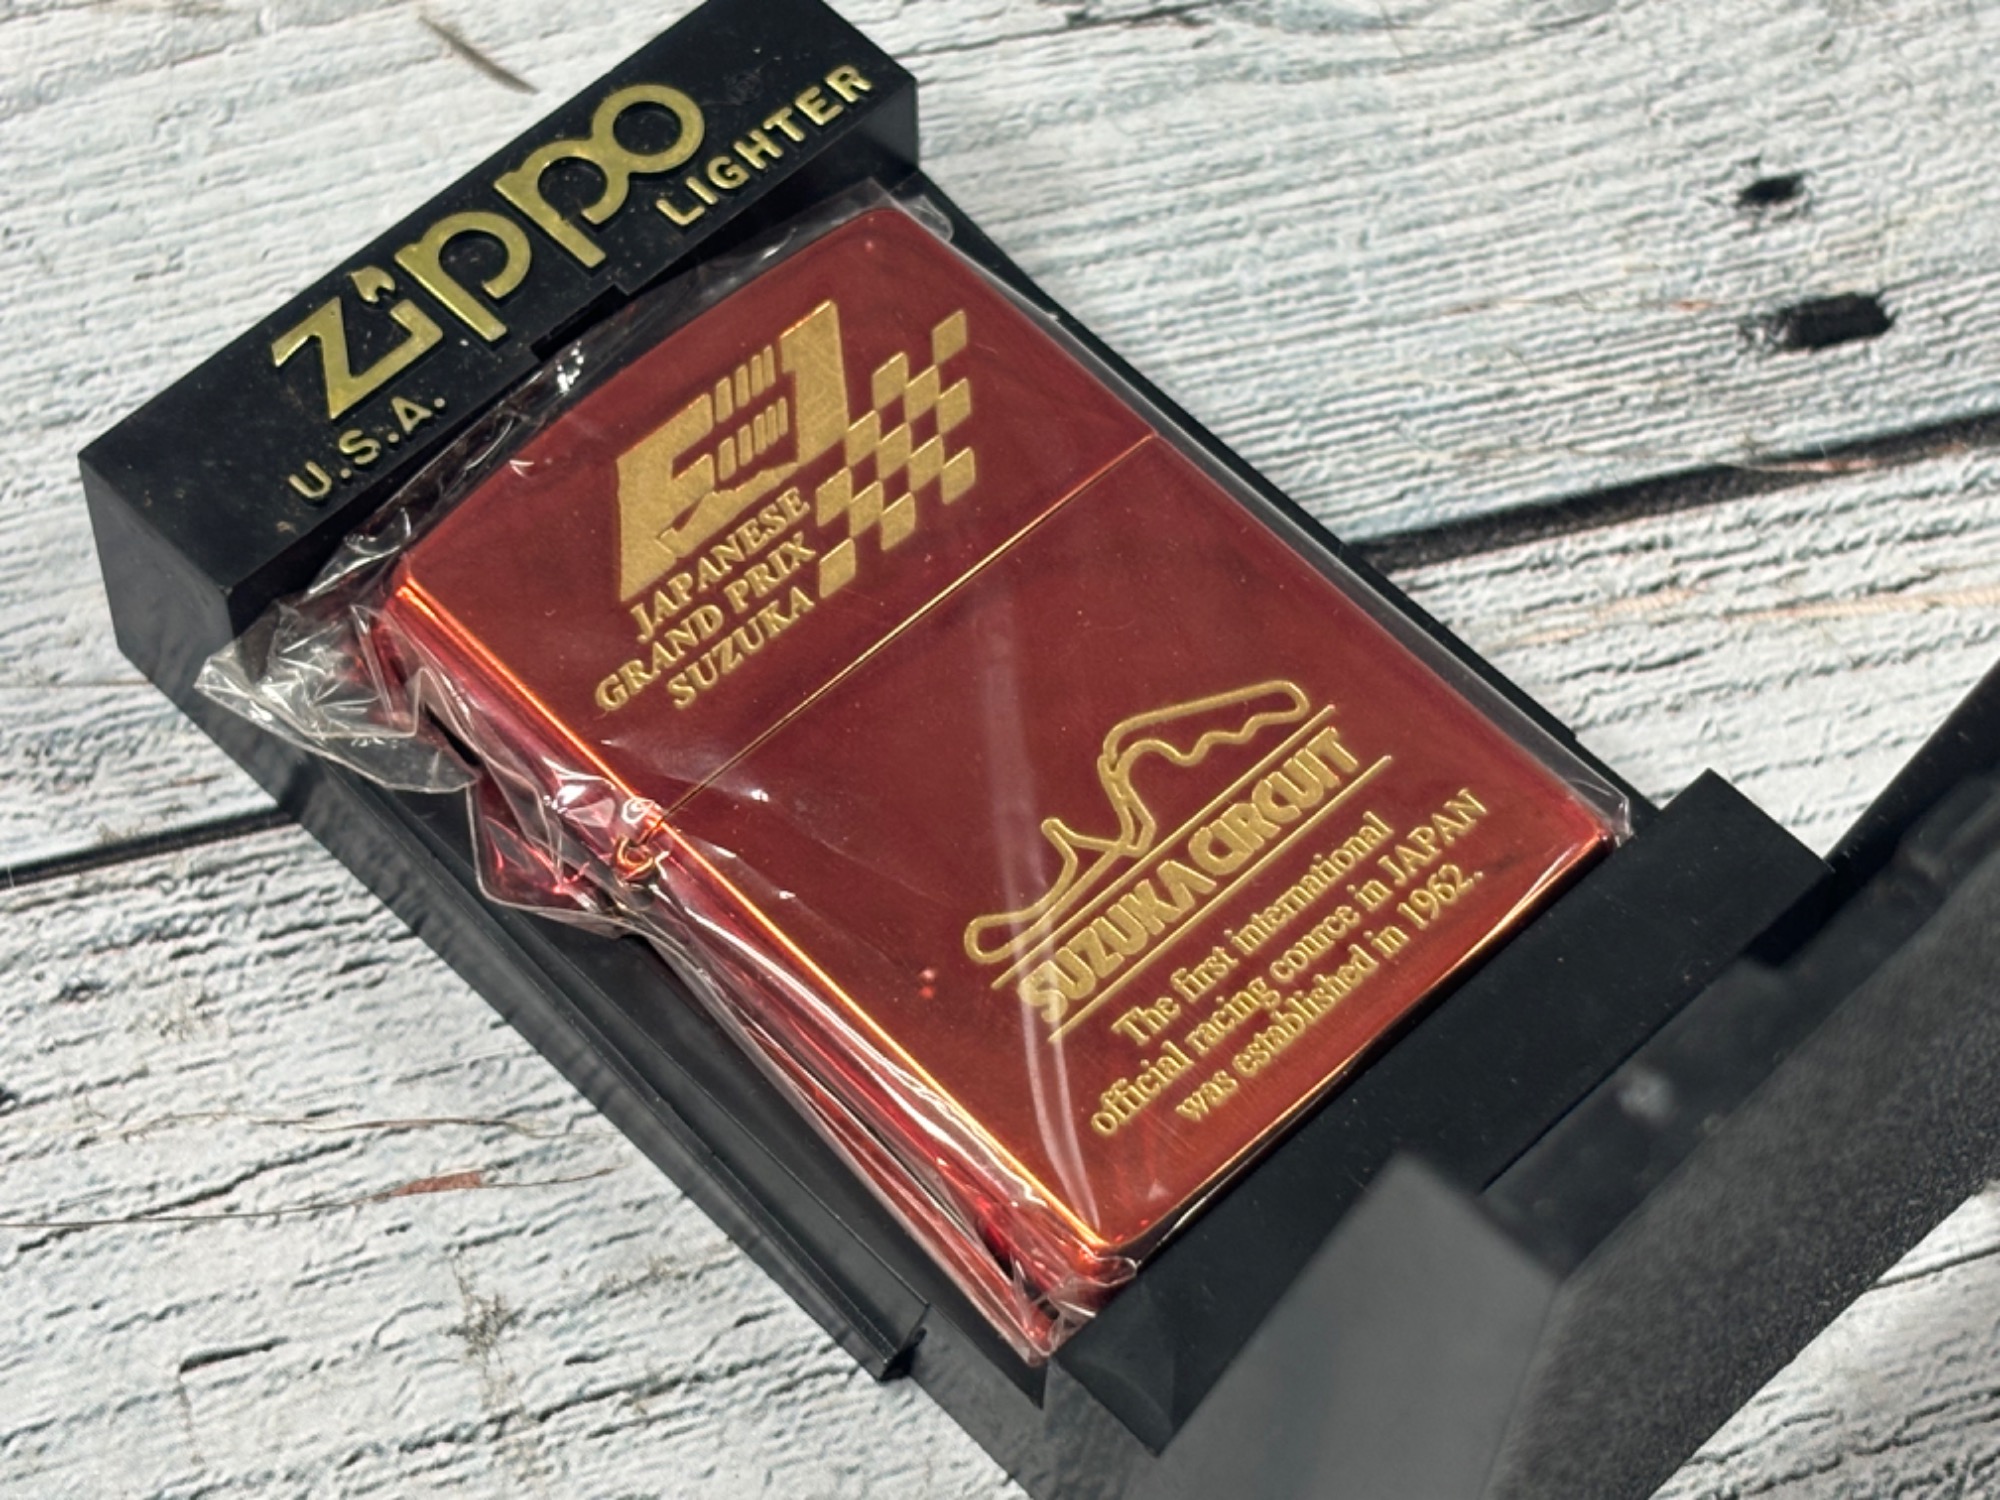 Zippo
LIGHTER
U.S.A.
JAPANESE
GRAND PRIX
SUZUKA
SUZUKA CIRCUIT
The first international
official racing cource in JAPAN
was established in 1962.